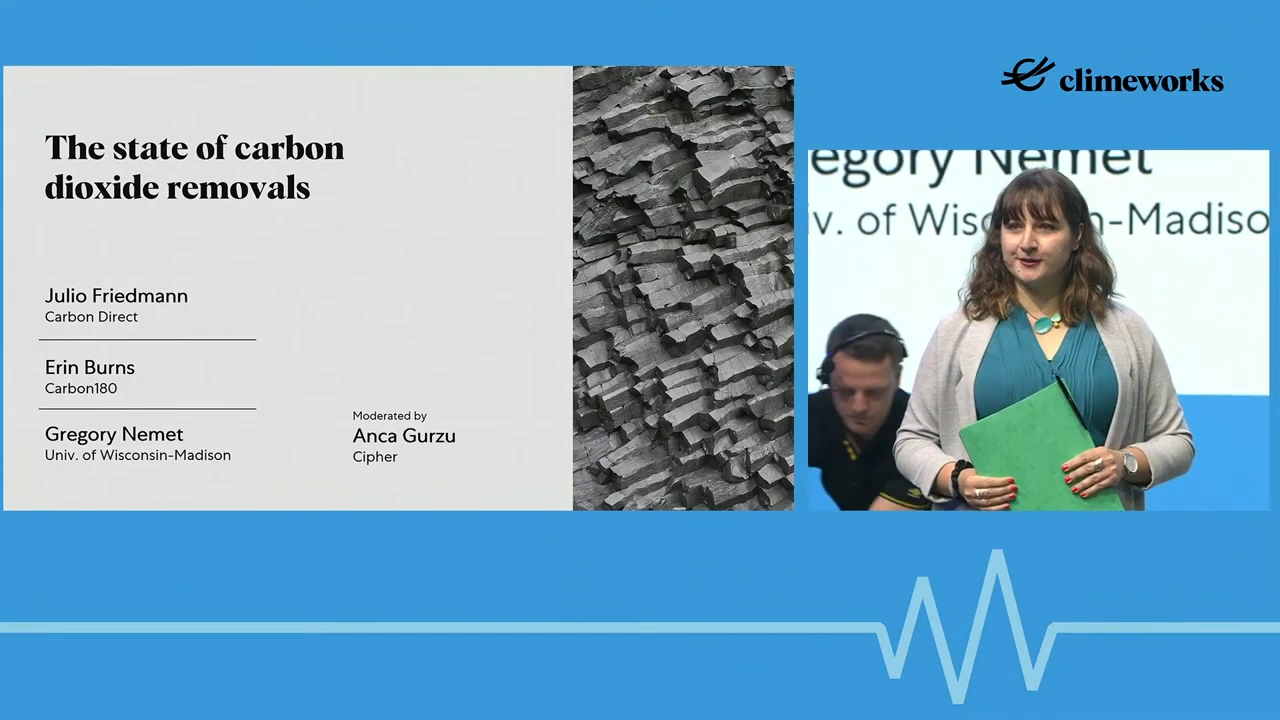 climeworks
The state of carbon
dioxide removals
Julio Friedmann
Carbon Direct
Erin Burns
Carbon180
Gregory Nemet
Univ. of Wisconsin-Madison
Moderated by
Anca Gurzu
Cipher
egory Nemet
iv. of Wisc n-Madiso